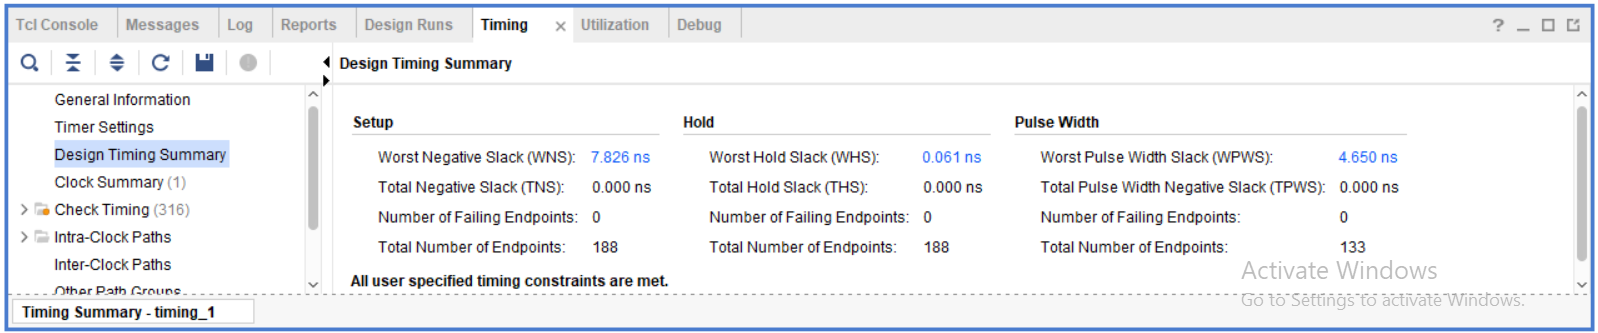 Tcl Console Messages Log Reports Design Runs Timing × Utilization Debug ?
Design Timing Summary
General Information
Timer Settings
Design Timing Summary
Clock Summary (1)
Check Timing (316)
Intra-Clock Paths
Inter-Clock Paths
Other Path Groups
Setup Hold Pulse Width
Worst Negative Slack (WNS): 7.826 ns Worst Hold Slack (WHS): 0.061 ns Worst Pulse Width Slack (WPWS): 4.650 ns
Total Negative Slack (TNS): 0.000 ns Total Hold Slack (THS): 0.000 ns Total Pulse Width Negative Slack (TPWS): 0.000 ns
Number of Failing Endpoints: 0 Number of Failing Endpoints: 0 Number of Failing Endpoints: 0
Total Number of Endpoints: 188 Total Number of Endpoints: 188 Total Number of Endpoints: 133
All user specified timing constraints are met.
Activate Windows
Go to Settings to activate Windows.
Timing Summary - timing_1